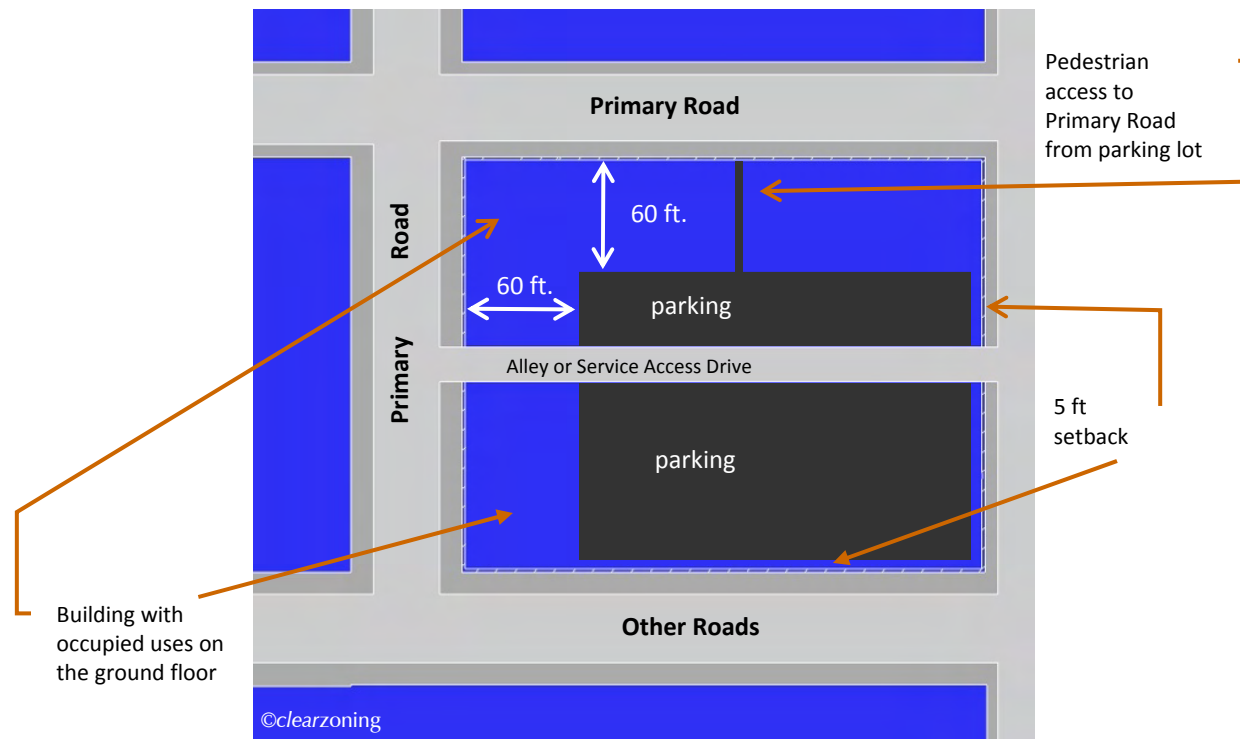 Pedestrian
access to
Primary Road
from parking lot
Primary Road
Primary Road
60 ft.
60 ft.
parking
Alley or Service Access Drive
parking
5 ft
setback
Building with
occupied uses on
the ground floor
Other Roads
©clearzoning